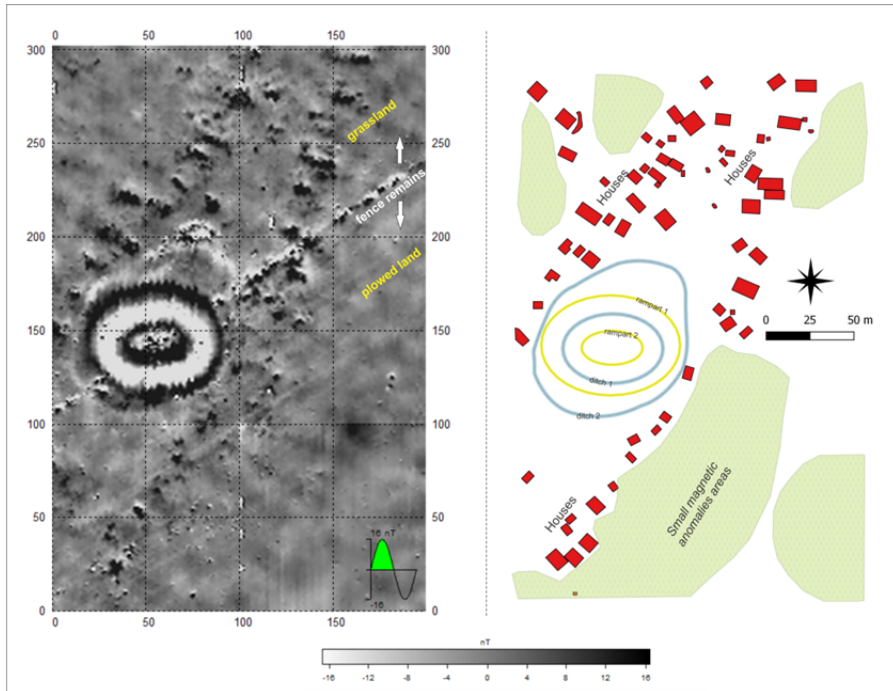 0
50
100
150
300
300
250
250
200
200
150
150
100
100
50
50
0
0
0
50
100
150
grassland
fence remains
plowed land
16 nT
-16
nT
-16
-12
-8
-4
0
4
8
12
16
Houses
Houses
rampart 1
rampart 2
ditch 1
ditch 2
0
25
50 m
Houses
Small magnetic
anomalies areas